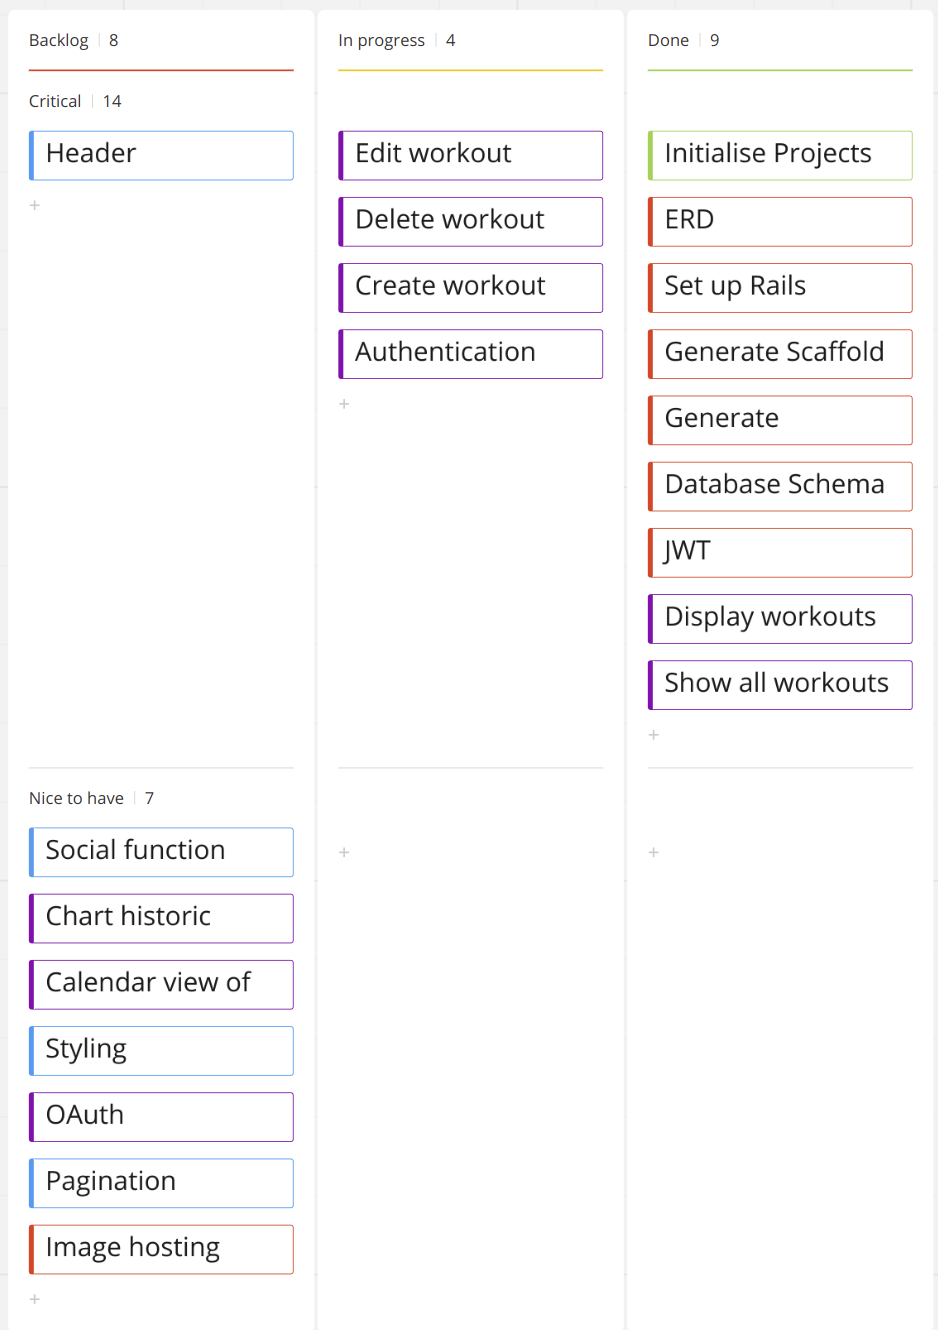 Backlog | 8
In progress | 4
Done | 9
Critical | 14
Header
+
Edit workout
Delete workout
Create workout
Authentication
+
Initialise Projects
ERD
Set up Rails
Generate Scaffold
Generate
Database Schema
JWT
Display workouts
Show all workouts
+
Nice to have | 7
Social function
Chart historic
Calendar view of
Styling
OAuth
Pagination
Image hosting
+
+
+